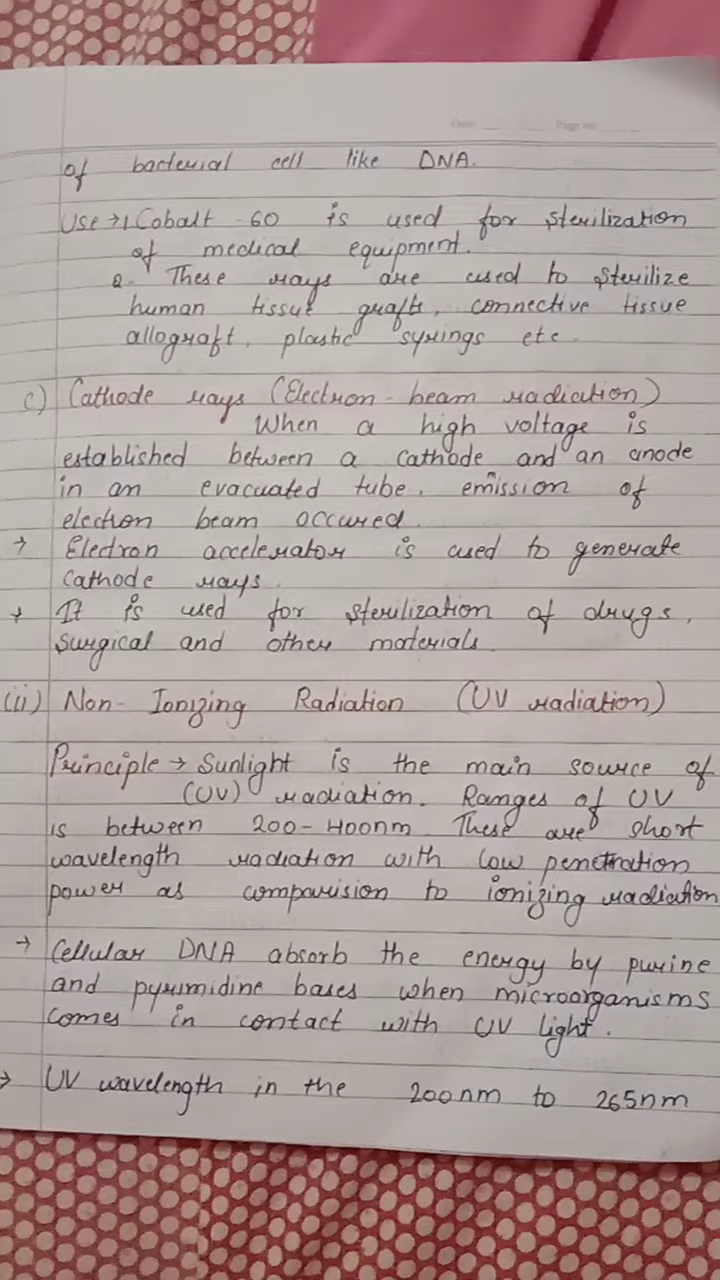 of bacterial cell like DNA.
Use → 1. Cobalt - 60 is used for sterilization
of medical equipment.
2. These rays are used to sterilize
human tissue grafts, connective tissue
allograft, plastic syrings etc
c) Cathode rays (Electron - beam radiation)
When a high voltage is
established between a cathode and an anode
in an evacuated tube, emission of
electron beam occured.
→ Electron accelerator is used to generate
cathode rays.
→ It is used for sterilization of drugs,
surgical and other materials.
(ii) Non- Ionizing Radiation (UV radiation)
Principle → Sunlight is the main source of
(UV) radiation. Ranges of UV
is between 200-400nm. These are short
wavelength radiation with low penetration
power as comparision to ionizing radiation
→ Cellular DNA absorb the energy by purine
and pyrimidine bases when microorganisms
comes in contact with UV light.
→ UV wavelength in the 200nm to 265nm